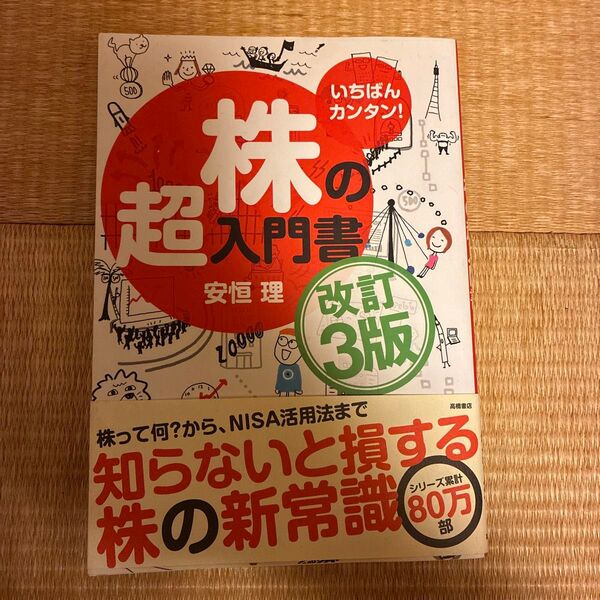 いちばん
カンタン!
株の
超入門書
安恒 理
改訂
3版
500
500
10000
高橋書店
株って何?から、NISA活用法まで
知らないと損する
株の新常識
シリーズ累計
80万
部